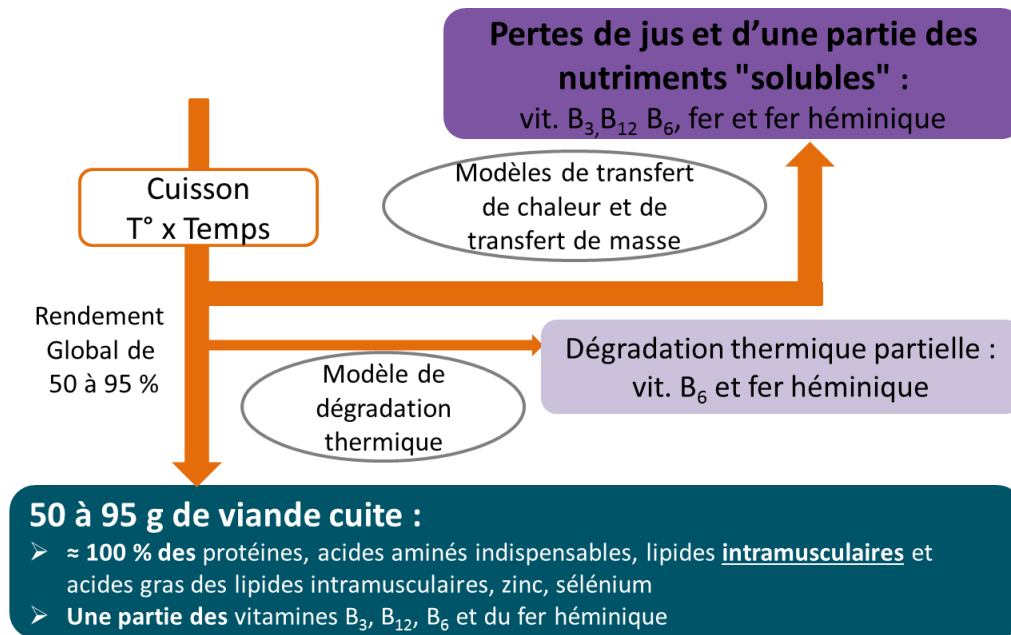 Pertes de jus et d’une partie des
nutriments "solubles" :
vit. B₃,B₁₂ B₆, fer et fer héminique
Cuisson
T° x Temps
Modèles de transfert
de chaleur et de
transfert de masse
Rendement
Global de
50 à 95 %
Dégradation thermique partielle :
vit. B₆ et fer héminique
Modèle de
dégradation
thermique
50 à 95 g de viande cuite :
➢ ≈ 100 % des protéines, acides aminés indispensables, lipides intramusculaires et
acides gras des lipides intramusculaires, zinc, sélénium
➢ Une partie des vitamines B₃, B₁₂, B₆ et du fer héminique